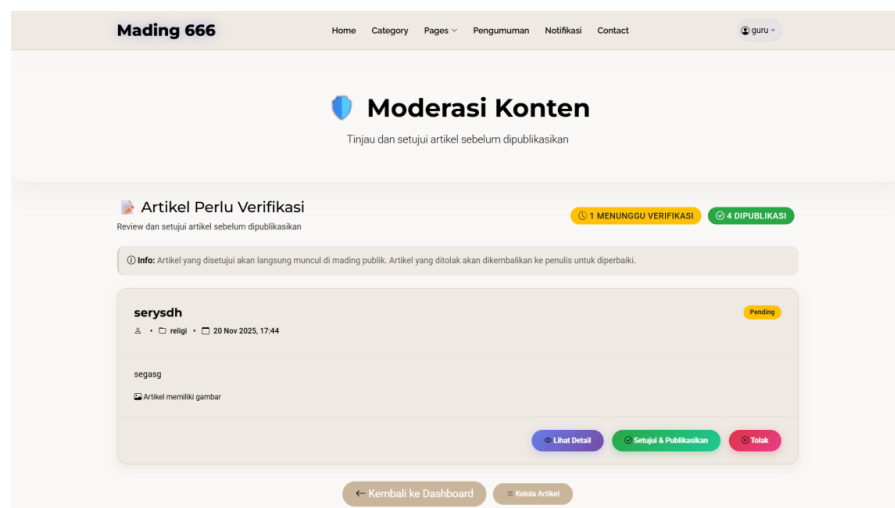 Mading 666
Home Category Pages Pengumuman Notifikasi Contact
guru
Moderasi Konten
Tinjau dan setujui artikel sebelum dipublikasikan
Artikel Perlu Verifikasi
Review dan setujui artikel sebelum dipublikasikan
1 MENUNGGU VERIFIKASI
4 DIPUBLIKASI
Info: Artikel yang disetujui akan langsung muncul di mading publik. Artikel yang ditolak akan dikembalikan ke penulis untuk diperbaiki.
serysdh
Pending
• religi • 20 Nov 2025, 17:44
segasg
Artikel memiliki gambar
Lihat Detail
Setujui & Publikasikan
Tolak
← Kembali ke Dashboard
Kelola Artikel